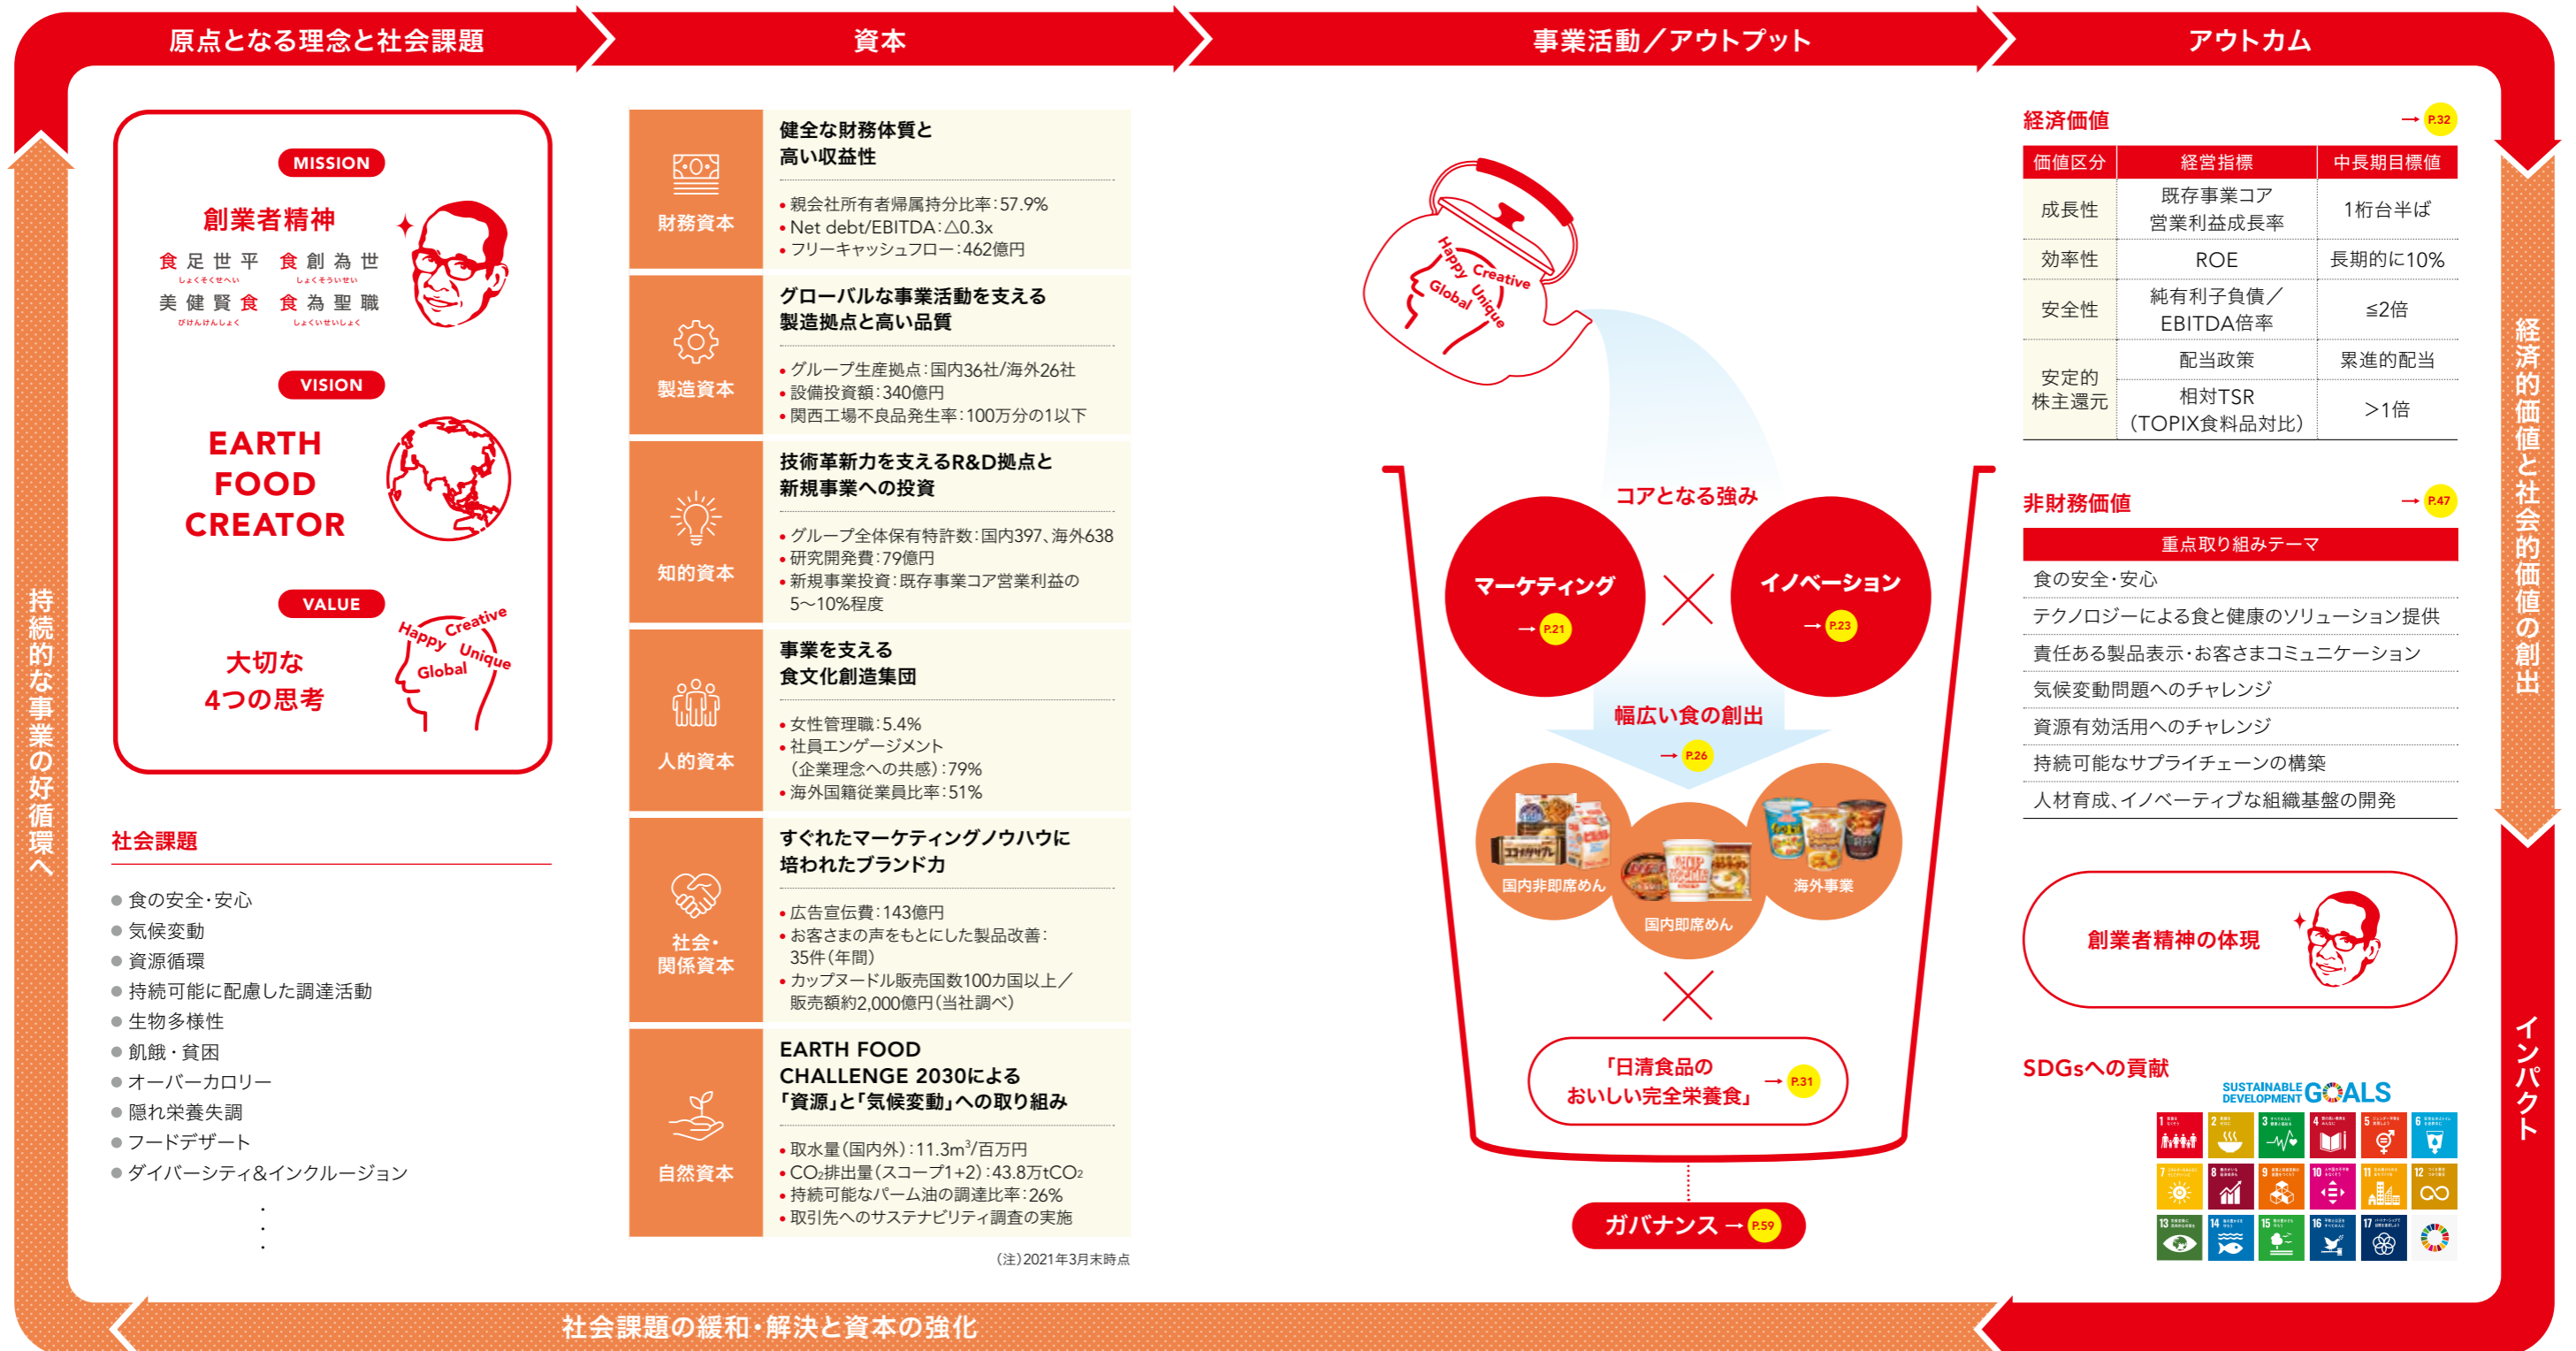 原点となる理念と社会課題
資本
事業活動／アウトプット
アウトカム
MISSION
創業者精神
食足世平 食創為世
しょくそくせへい しょくそういせい
美健賢食 食為聖職
びけんけんしょく しょくいせいしょく
VISION
EARTH
FOOD
CREATOR
VALUE
大切な
4つの思考
Happy
Creative
Unique
Global
社会課題
食の安全・安心
気候変動
資源循環
持続可能に配慮した調達活動
生物多様性
飢餓・貧困
オーバーカロリー
隠れ栄養失調
フードデザート
ダイバーシティ&インクルージョン
財務資本
健全な財務体質と
高い収益性
• 親会社所有者帰属持分比率：57.9%
• Net debt/EBITDA：△0.3x
• フリーキャッシュフロー：462億円
製造資本
グローバルな事業活動を支える
製造拠点と高い品質
• グループ生産拠点：国内36社/海外26社
• 設備投資額：340億円
• 関西工場不良品発生率：100万分の1以下
知的資本
技術革新力を支えるR&D拠点と
新規事業への投資
• グループ全体保有特許数：国内397、海外638
• 研究開発費：79億円
• 新規事業投資：既存事業コア営業利益の
5〜10%程度
人的資本
事業を支える
食文化創造集団
• 女性管理職：5.4%
• 社員エンゲージメント
（企業理念への共感）：79%
• 海外国籍従業員比率：51%
社会・
関係資本
すぐれたマーケティングノウハウに
培われたブランド力
• 広告宣伝費：143億円
• お客さまの声をもとにした製品改善：
35件（年間）
• カップヌードル販売国数100カ国以上／
販売額約2,000億円（当社調べ）
自然資本
EARTH FOOD
CHALLENGE 2030による
「資源」と「気候変動」への取り組み
• 取水量（国内外）：11.3m³/百万円
• CO₂排出量（スコープ1+2）：43.8万tCO₂
• 持続可能なパーム油の調達比率：26%
• 取引先へのサステナビリティ調査の実施
（注）2021年3月末時点
Happy
Creative
Global
Unique
コアとなる強み
マーケティング
→ P.21
イノベーション
→ P.23
幅広い食の創出
→ P.26
国内非即席めん
国内即席めん
海外事業
「日清食品の
おいしい完全栄養食」
→ P.31
ガバナンス → P.59
経済価値 → P.32
価値区分 経営指標 中長期目標値
成長性 既存事業コア
営業利益成長率 1桁台半ば
効率性 ROE 長期的に10%
安全性 純有利子負債／
EBITDA倍率 ≦2倍
安定的
株主還元
配当政策 累進的配当
相対TSR
（TOPIX食料品対比） ＞1倍
非財務価値 → P.47
重点取り組みテーマ
食の安全・安心
テクノロジーによる食と健康のソリューション提供
責任ある製品表示・お客さまコミュニケーション
気候変動問題へのチャレンジ
資源有効活用へのチャレンジ
持続可能なサプライチェーンの構築
人材育成、イノベーティブな組織基盤の開発
創業者精神の体現
SDGsへの貢献
SUSTAINABLE
DEVELOPMENT GOALS
1
2
3
4
5
6
7
8
9
10
11
12
13
14
15
16
17
経済的価値と社会的価値の創出
インパクト
社会課題の緩和・解決と資本の強化
持続的な事業の好循環へ